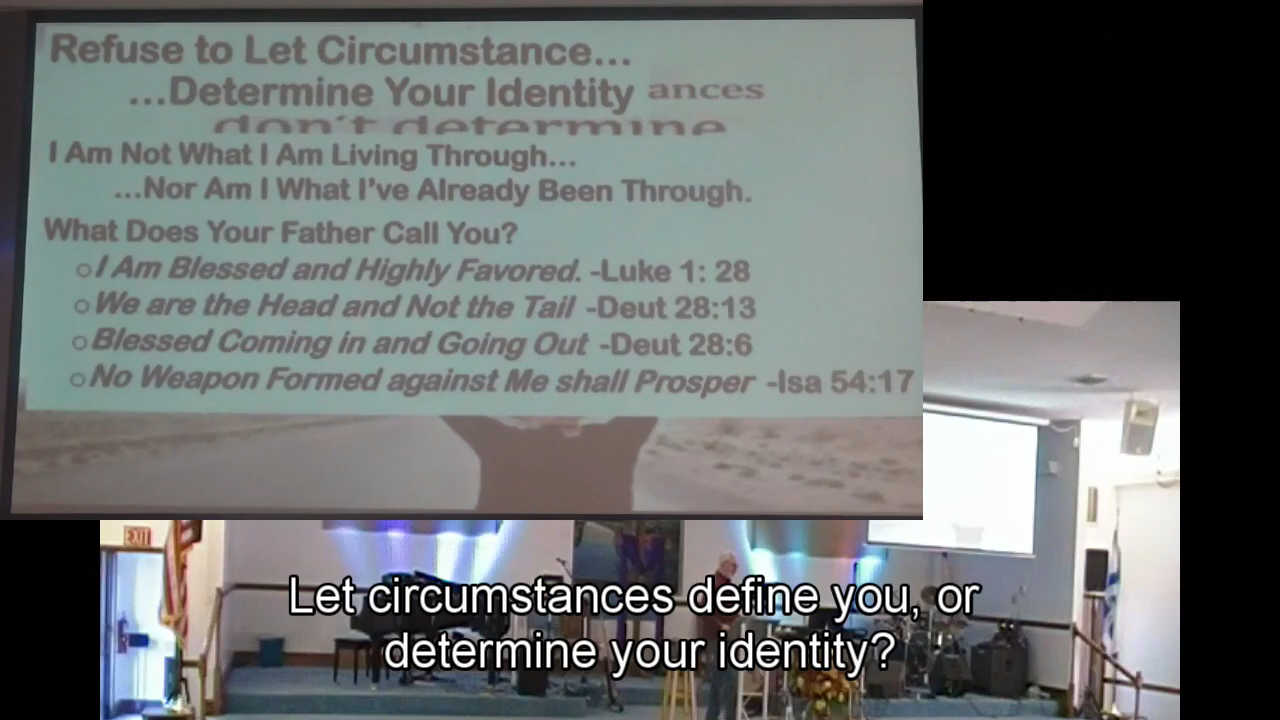 Refuse to Let Circumstance...
...Determine Your Identity ances
don't determine
I Am Not What I Am Living Through...
...Nor Am I What I've Already Been Through.
What Does Your Father Call You?
○ I Am Blessed and Highly Favored. -Luke 1: 28
○ We are the Head and Not the Tail -Deut 28:13
○ Blessed Coming in and Going Out -Deut 28:6
○ No Weapon Formed against Me shall Prosper -Isa 54:17
EXIT
Let circumstances define you, or
determine your identity?